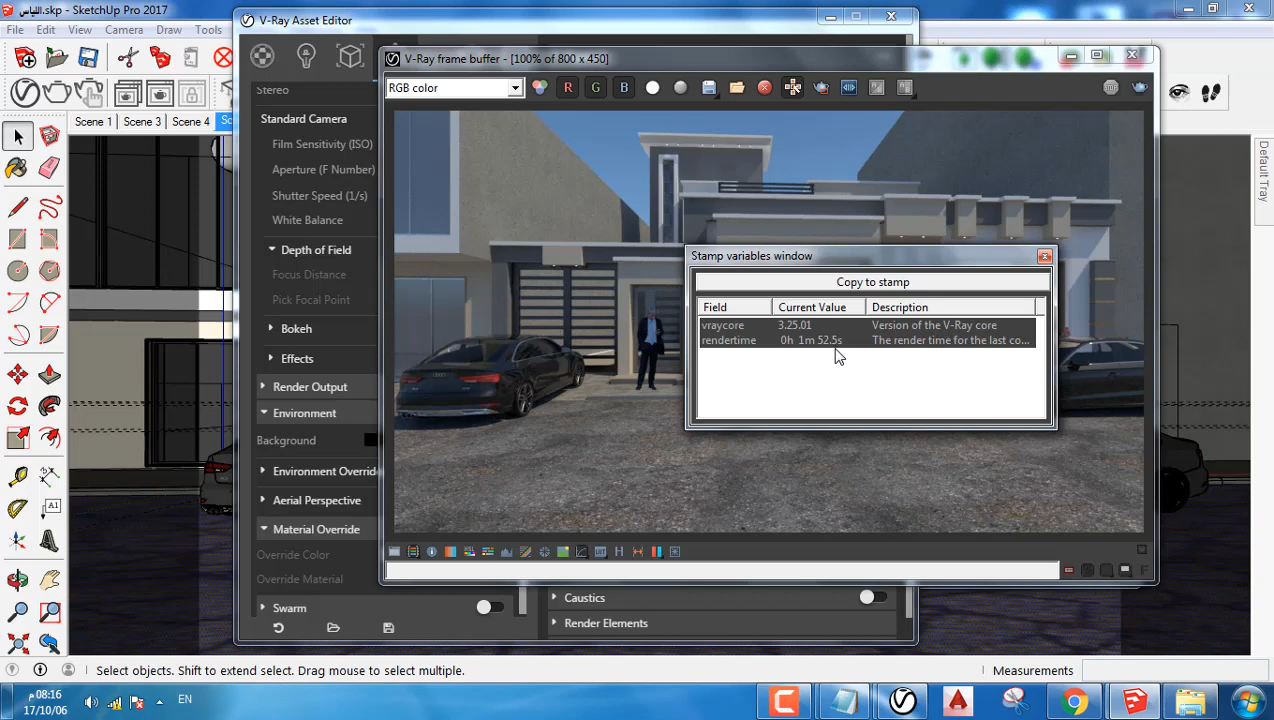 اللياس.skp - SketchUp Pro 2017
File Edit View Camera Draw Tools
Scene 1 Scene 3 Scene 4
V-Ray Asset Editor
Stereo
Standard Camera
Film Sensitivity (ISO)
Aperture (F Number)
Shutter Speed (1/s)
White Balance
Depth of Field
Focus Distance
Pick Focal Point
Bokeh
Effects
Render Output
Environment
Background
Environment Overrid
Aerial Perspective
Material Override
Override Color
Override Material
Swarm
Caustics
Render Elements
V-Ray frame buffer - [100% of 800 x 450]
RGB color
R G B
Stamp variables window
Copy to stamp
Field Current Value Description
vraycore 3.25.01 Version of the V-Ray core
rendertime 0h 1m 52.5s The render time for the last co...
Default Tray
Select objects. Shift to extend select. Drag mouse to select multiple.
Measurements
08:16 م
17/10/06
EN